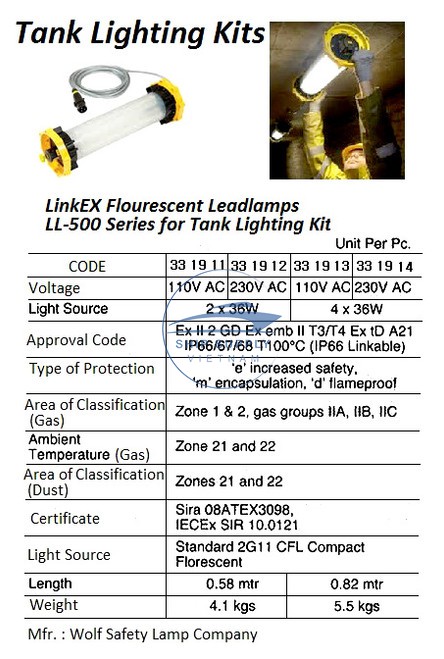 Tank Lighting Kits
LinkEX Flourescent Leadlamps
LL-500 Series for Tank Lighting Kit
Unit Per Pc.
CODE 33 19 11 33 19 12 33 19 13 33 19 14
Voltage 110V AC 230V AC 110V AC 230V AC
Light Source 2 x 36W 4 x 36W
Approval Code Ex II 2 GD Ex emb II T3/T4 Ex tD A21
IP66/67/68 T100°C (IP66 Linkable)
Type of Protection 'e' increased safety,
'm' encapsulation, 'd' flameproof
VIETNAM
Area of Classification
(Gas) Zone 1 & 2, gas groups IIA, IIB, IIC
Ambient
Temperature (Gas) Zone 21 and 22
Area of Classification
(Dust) Zones 21 and 22
Certificate Sira 08ATEX3098,
IECEx SIR 10.0121
Light Source Standard 2G11 CFL Compact
Florescent
Length 0.58 mtr 0.82 mtr
Weight 4.1 kgs 5.5 kgs
Mfr. : Wolf Safety Lamp Company